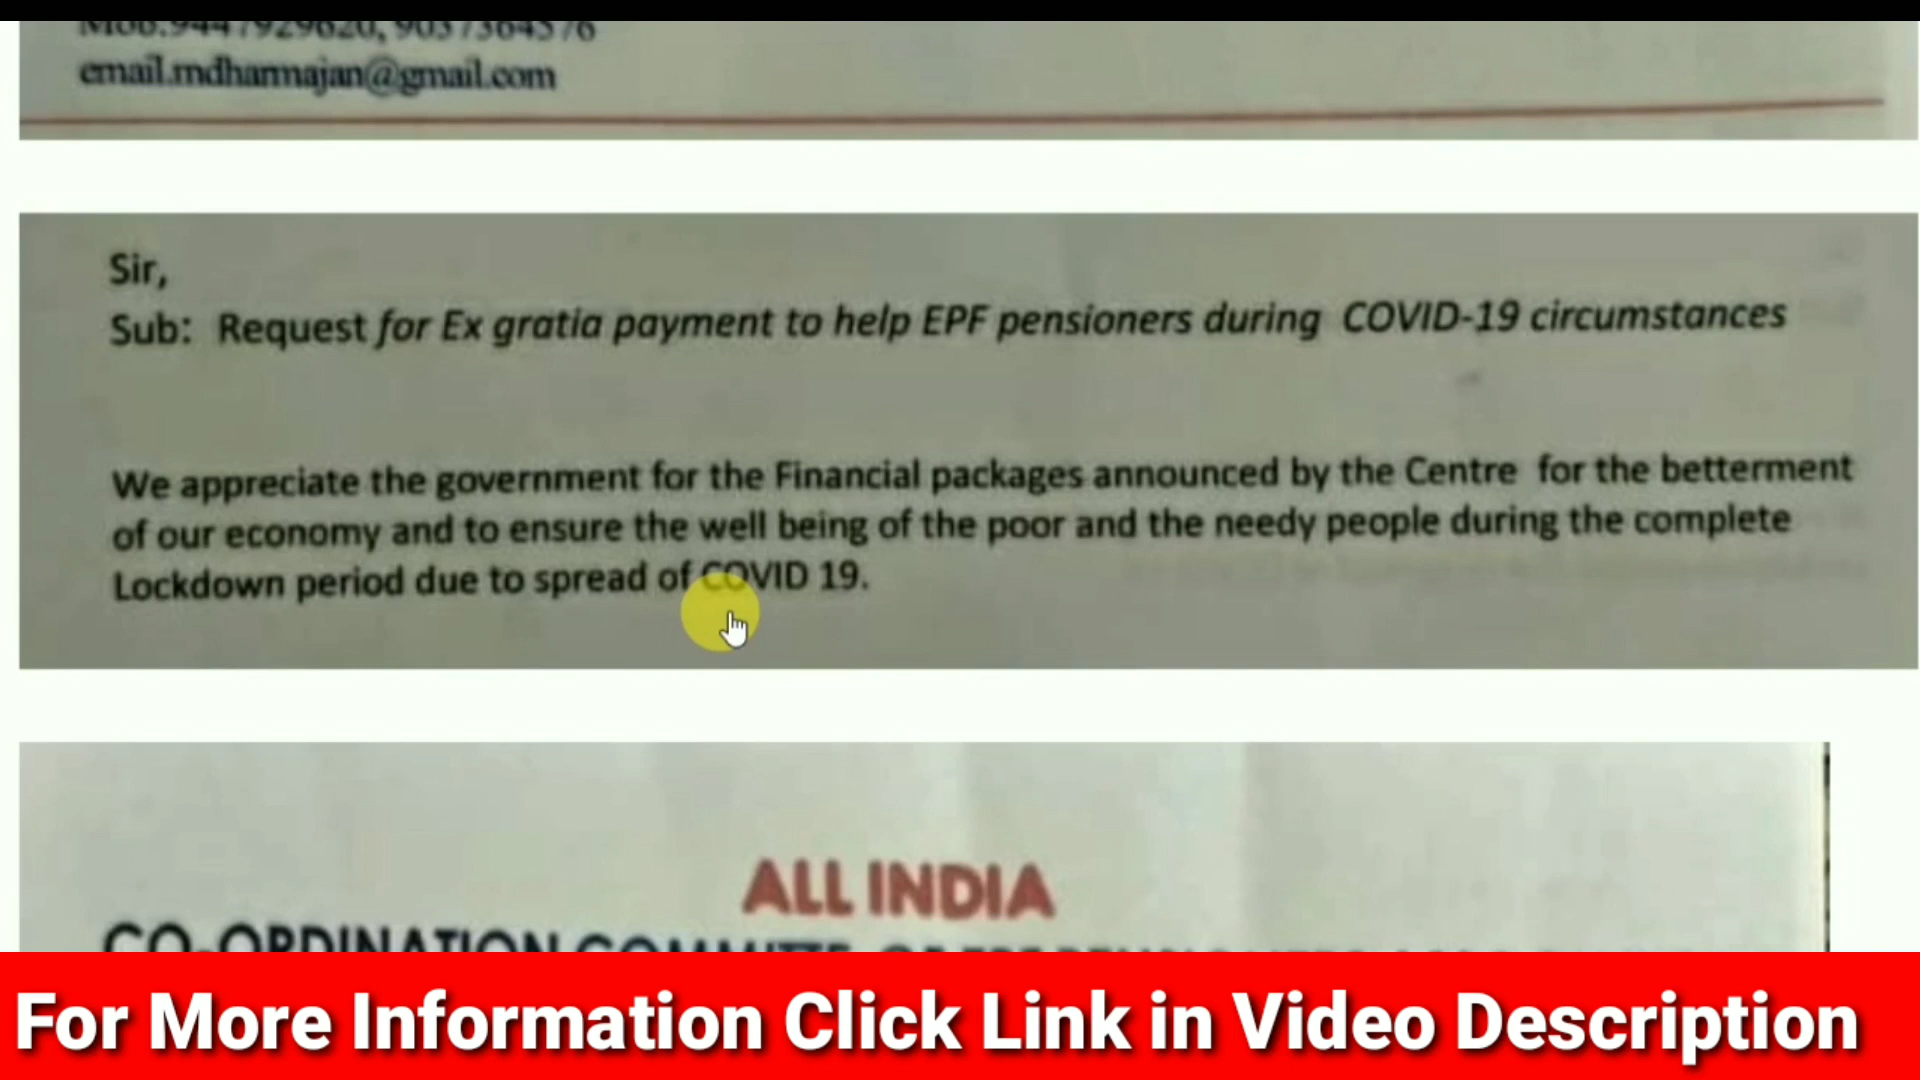 email.mdharmajan@gmail.com
Sir,
Sub: Request for Ex gratia payment to help EPF pensioners during COVID-19 circumstances
We appreciate the government for the Financial packages announced by the Centre for the betterment
of our economy and to ensure the well being of the poor and the needy people during the complete
Lockdown period due to spread of COVID 19.
ALL INDIA
CO-ORDINATION
For More Information Click Link in Video Description